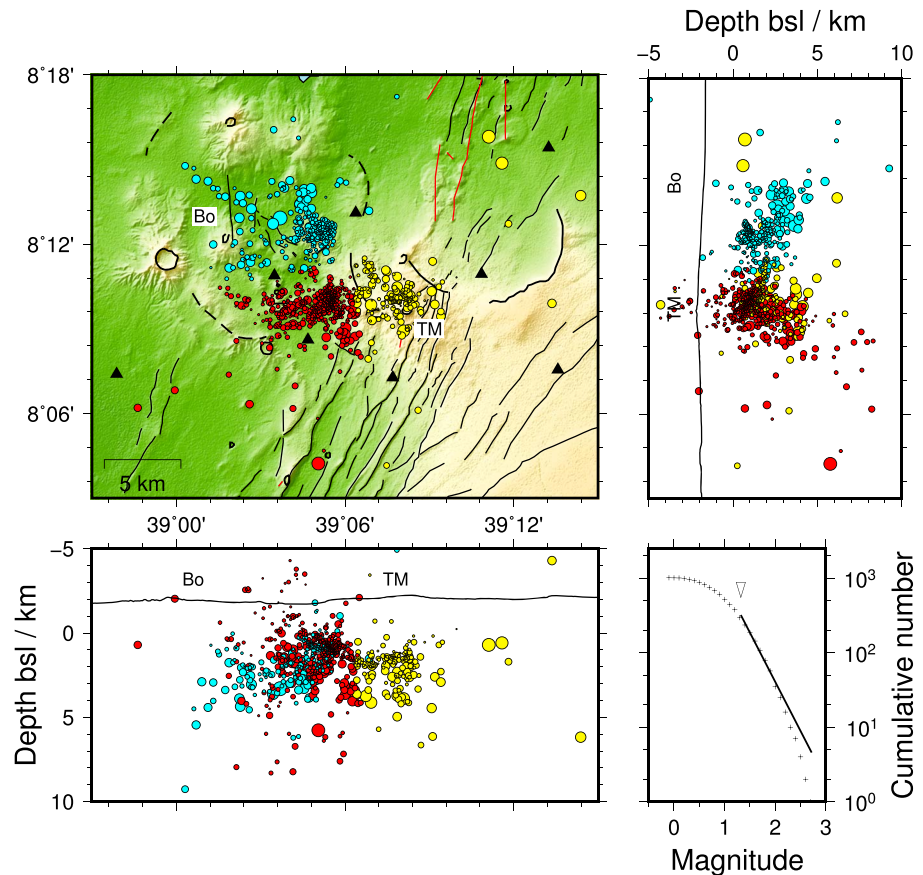 Depth bsl / km
-5 0 5 10
8˚18'
8˚12'
8˚06'
Bo
TM
5 km
Bo
TM
39˚00' 39˚06' 39˚12'
-5
0
5
10
Depth bsl / km
Bo TM
10³
10²
10¹
10⁰
Cumulative number
0 1 2 3
Magnitude